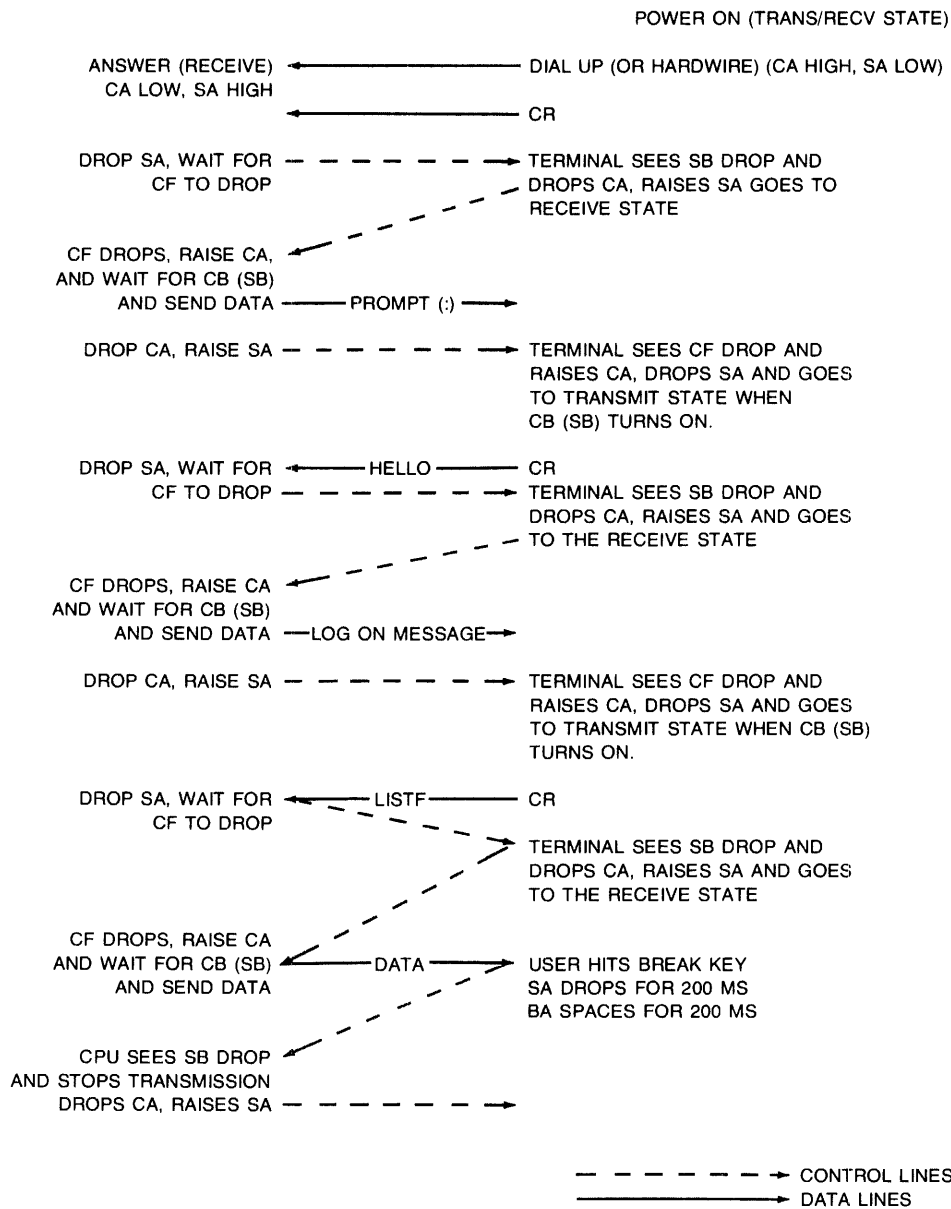 POWER ON (TRANS/RECV STATE)
ANSWER (RECEIVE)
CA LOW, SA HIGH
DIAL UP (OR HARDWIRE) (CA HIGH, SA LOW)
CR
DROP SA, WAIT FOR
CF TO DROP
TERMINAL SEES SB DROP AND
DROPS CA, RAISES SA GOES TO
RECEIVE STATE
CF DROPS, RAISE CA,
AND WAIT FOR CB (SB)
AND SEND DATA
PROMPT (:)
DROP CA, RAISE SA
TERMINAL SEES CF DROP AND
RAISES CA, DROPS SA AND GOES
TO TRANSMIT STATE WHEN
CB (SB) TURNS ON.
DROP SA, WAIT FOR
CF TO DROP
HELLO
CR
TERMINAL SEES SB DROP AND
DROPS CA, RAISES SA AND GOES
TO THE RECEIVE STATE
CF DROPS, RAISE CA
AND WAIT FOR CB (SB)
AND SEND DATA
LOG ON MESSAGE
DROP CA, RAISE SA
TERMINAL SEES CF DROP AND
RAISES CA, DROPS SA AND GOES
TO TRANSMIT STATE WHEN CB (SB)
TURNS ON.
DROP SA, WAIT FOR
CF TO DROP
LISTF
CR
TERMINAL SEES SB DROP AND
DROPS CA, RAISES SA AND GOES
TO THE RECEIVE STATE
CF DROPS, RAISE CA
AND WAIT FOR CB (SB)
AND SEND DATA
DATA
USER HITS BREAK KEY
SA DROPS FOR 200 MS
BA SPACES FOR 200 MS
CPU SEES SB DROP
AND STOPS TRANSMISSION
DROPS CA, RAISES SA
CONTROL LINES
DATA LINES